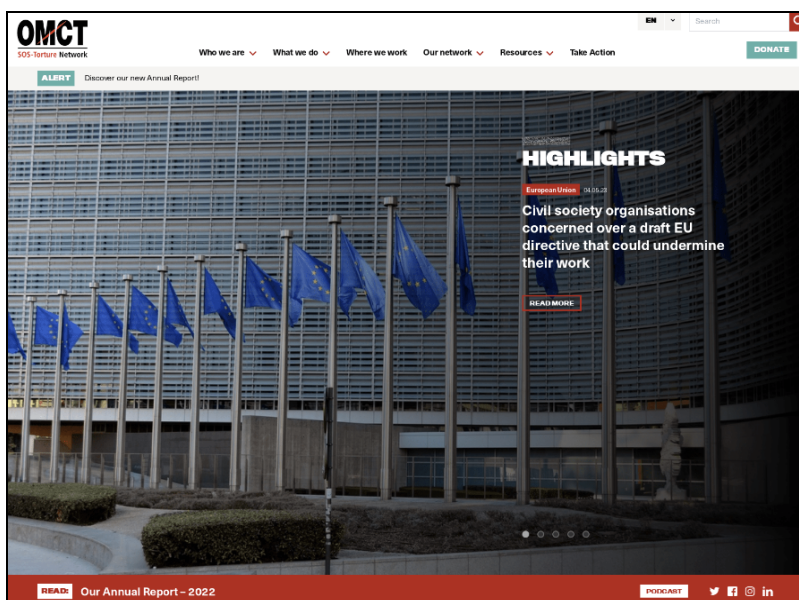 EN
Search
OMCT
SOS-Torture Network
Who we are
What we do
Where we work
Our network
Resources
Take Action
DONATE
ALERT
Discover our new Annual Report!
HIGHLIGHTS
European Union
04.05.23
Civil society organisations
concerned over a draft EU
directive that could undermine
their work
READ MORE
READ:
Our Annual Report – 2022
PODCAST